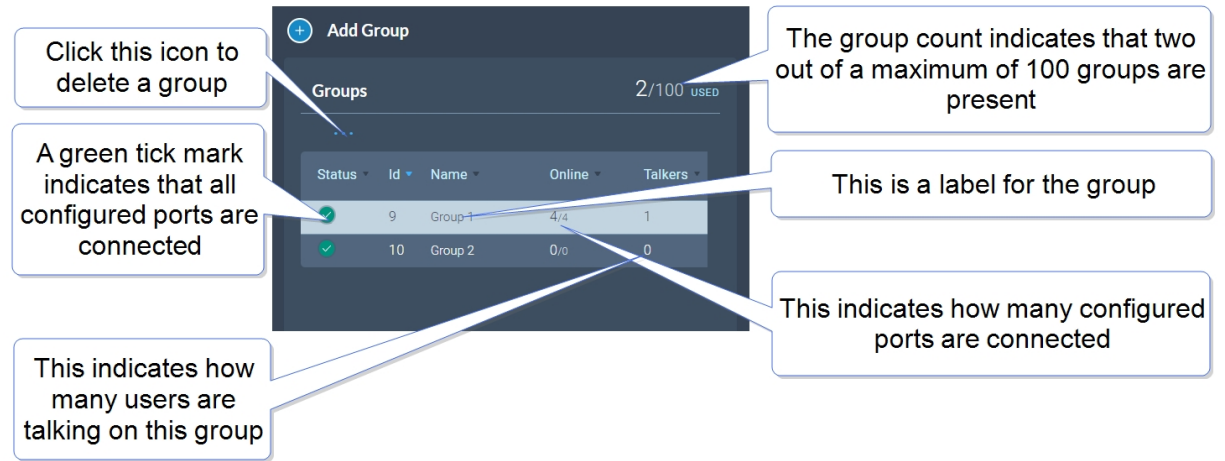 Click this icon to
delete a group
A green tick mark
indicates that all
configured ports are
connected
This indicates how
many users are
talking on this group
Add Group
Groups
2/100 USED
Status Id Name Online Talkers
9 Group 1 4/4 1
10 Group 2 0/0 0
The group count indicates that two
out of a maximum of 100 groups are
present
This is a label for the group
This indicates how many configured
ports are connected